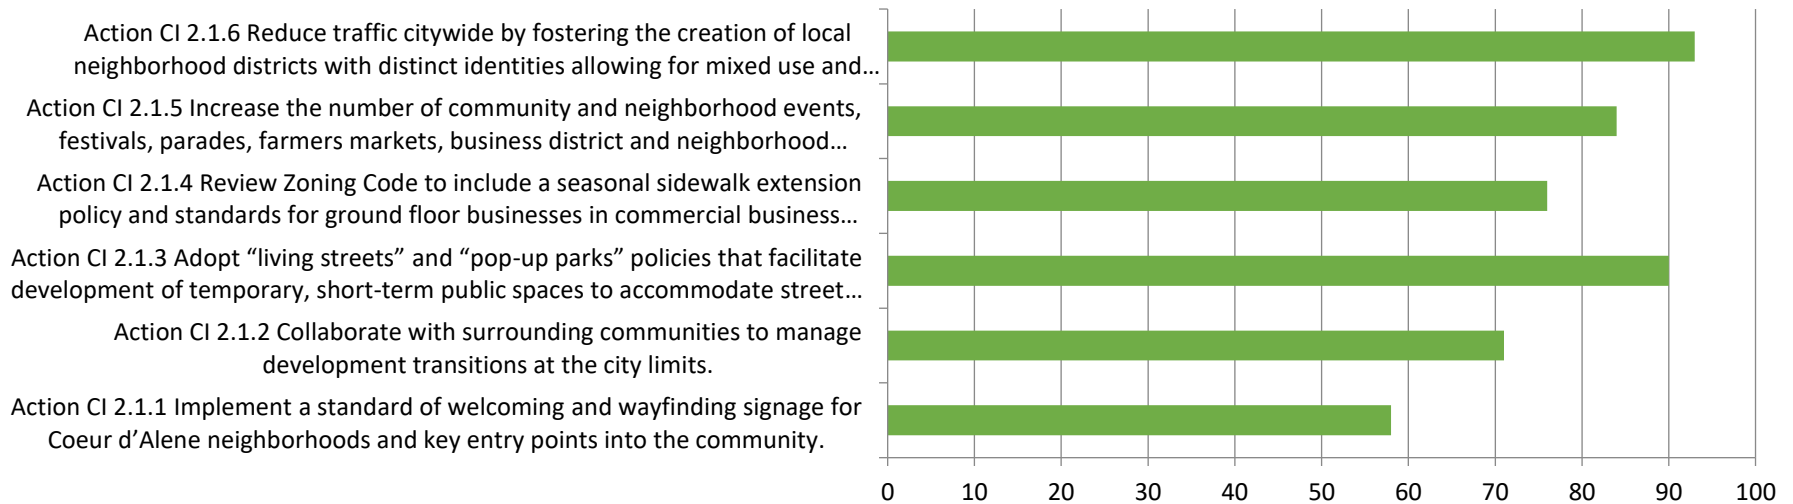 Action CI 2.1.6 Reduce traffic citywide by fostering the creation of local
neighborhood districts with distinct identities allowing for mixed use and…
Action CI 2.1.5 Increase the number of community and neighborhood events,
festivals, parades, farmers markets, business district and neighborhood…
Action CI 2.1.4 Review Zoning Code to include a seasonal sidewalk extension
policy and standards for ground floor businesses in commercial business…
Action CI 2.1.3 Adopt “living streets” and “pop-up parks” policies that facilitate
development of temporary, short-term public spaces to accommodate street…
Action CI 2.1.2 Collaborate with surrounding communities to manage
development transitions at the city limits.
Action CI 2.1.1 Implement a standard of welcoming and wayfinding signage for
Coeur d’Alene neighborhoods and key entry points into the community.
0 10 20 30 40 50 60 70 80 90 100